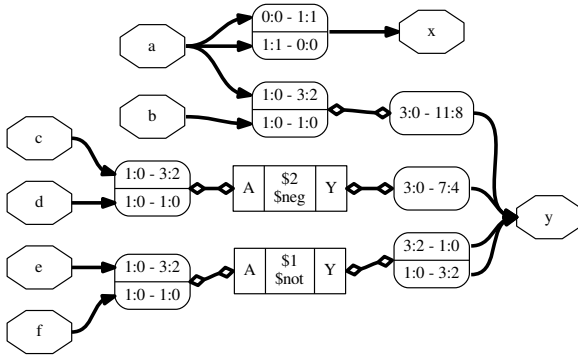 a
0:0 - 1:1
1:1 - 0:0
x
b
1:0 - 3:2
1:0 - 1:0
3:0 - 11:8
c
d
1:0 - 3:2
1:0 - 1:0
A
$2
$neg
Y
3:0 - 7:4
y
e
f
1:0 - 3:2
1:0 - 1:0
A
$1
$not
Y
3:2 - 1:0
1:0 - 3:2